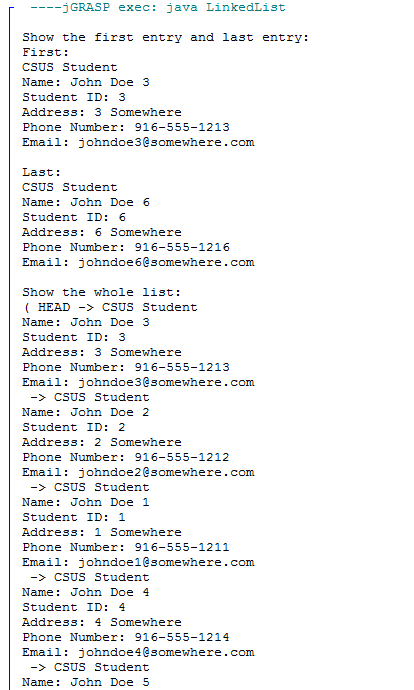 ----jGRASP exec: java LinkedList
Show the first entry and last entry:
First:
CSUS Student
Name: John Doe 3
Student ID: 3
Address: 3 Somewhere
Phone Number: 916-555-1213
Email: johndoe3@somewhere.com
Last:
CSUS Student
Name: John Doe 6
Student ID: 6
Address: 6 Somewhere
Phone Number: 916-555-1216
Email: johndoe6@somewhere.com
Show the whole list:
( HEAD -> CSUS Student
Name: John Doe 3
Student ID: 3
Address: 3 Somewhere
Phone Number: 916-555-1213
Email: johndoe3@somewhere.com
-> CSUS Student
Name: John Doe 2
Student ID: 2
Address: 2 Somewhere
Phone Number: 916-555-1212
Email: johndoe2@somewhere.com
-> CSUS Student
Name: John Doe 1
Student ID: 1
Address: 1 Somewhere
Phone Number: 916-555-1211
Email: johndoe1@somewhere.com
-> CSUS Student
Name: John Doe 4
Student ID: 4
Address: 4 Somewhere
Phone Number: 916-555-1214
Email: johndoe4@somewhere.com
-> CSUS Student
Name: John Doe 5